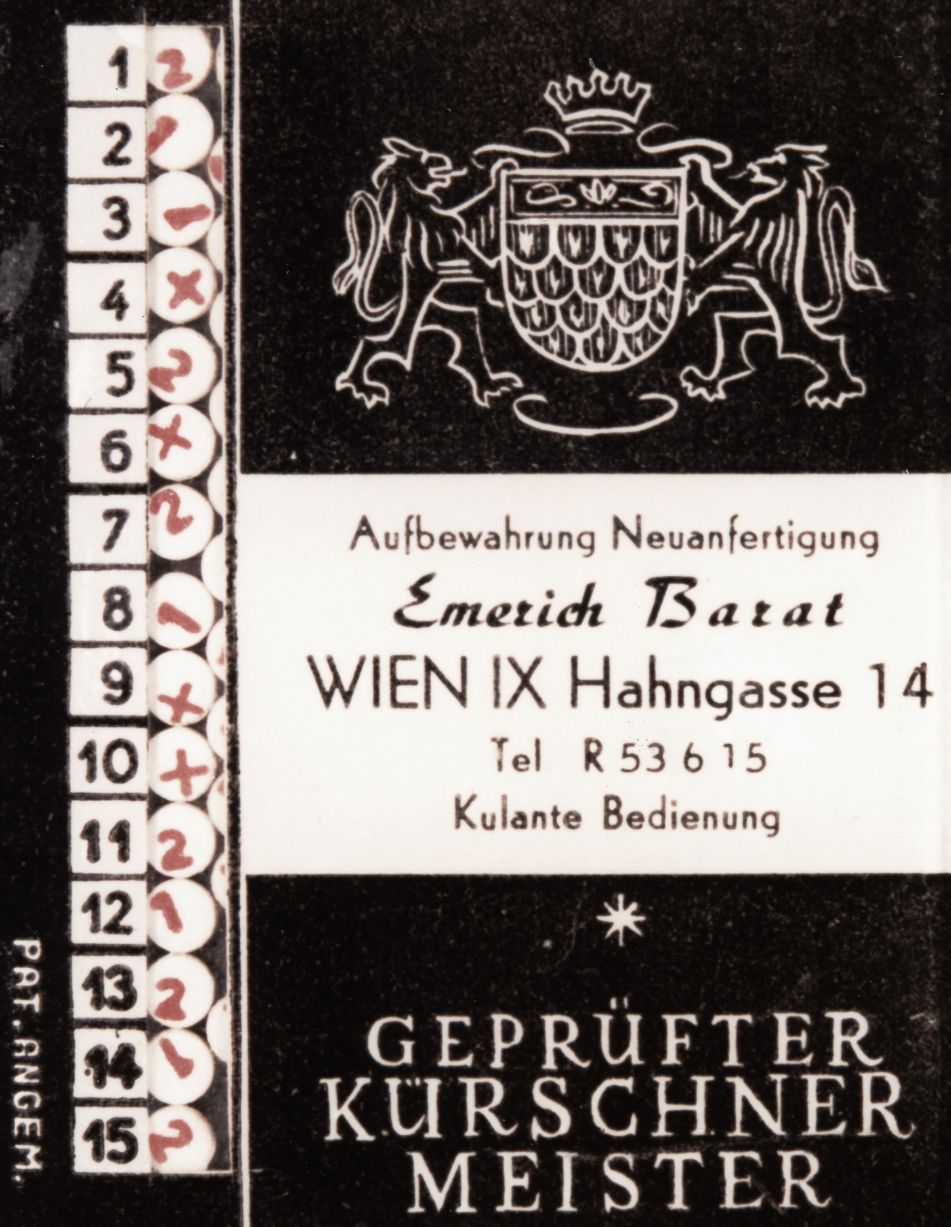 1 2
2 1
3 1
4 x
5 2
6 x
7 2
8 1
9 x
10 x
11 2
12 1
13 2
14 1
15 2
PAT. ANGEM.
Aufbewahrung Neuanfertigung
Emerich Barat
WIEN IX Hahngasse 14
Tel R 53 6 15
Kulante Bedienung
GEPRÜFTER
KÜRSCHNER
MEISTER